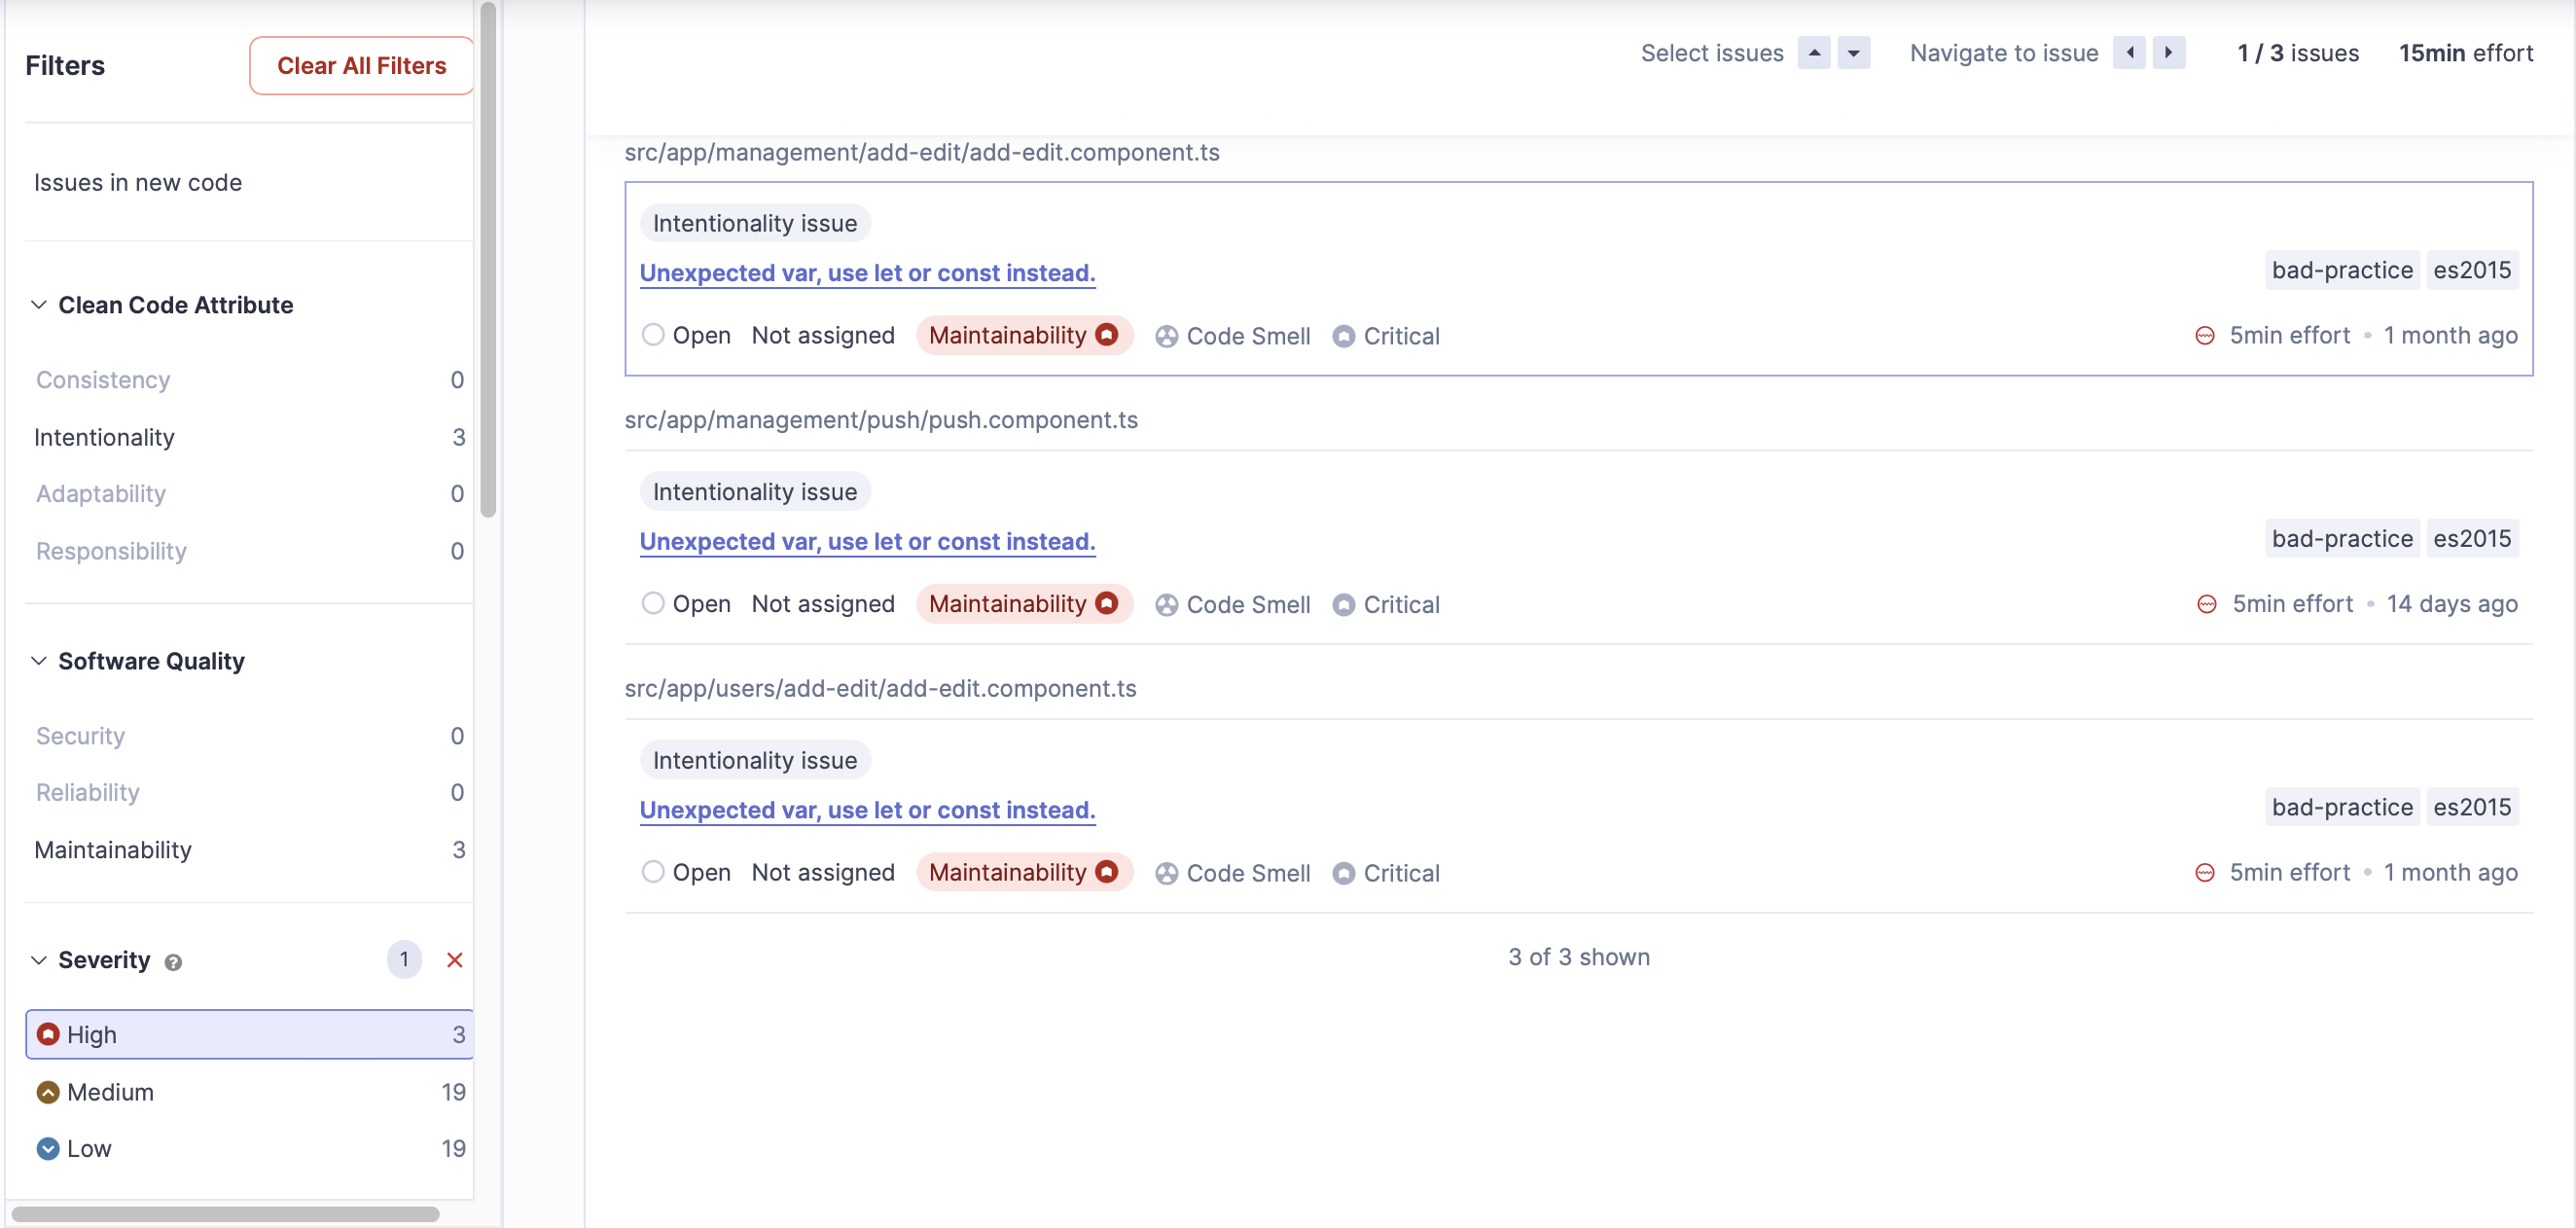 Filters
Clear All Filters
Issues in new code
Clean Code Attribute
Consistency 0
Intentionality 3
Adaptability 0
Responsibility 0
Software Quality
Security 0
Reliability 0
Maintainability 3
Severity ? 1
High 3
Medium 19
Low 19
Select issues Navigate to issue 1 / 3 issues 15min effort
src/app/management/add-edit/add-edit.component.ts
Intentionality issue
Unexpected var, use let or const instead. bad-practice es2015
Open Not assigned Maintainability Code Smell Critical 5min effort • 1 month ago
src/app/management/push/push.component.ts
Intentionality issue
Unexpected var, use let or const instead. bad-practice es2015
Open Not assigned Maintainability Code Smell Critical 5min effort • 14 days ago
src/app/users/add-edit/add-edit.component.ts
Intentionality issue
Unexpected var, use let or const instead. bad-practice es2015
Open Not assigned Maintainability Code Smell Critical 5min effort • 1 month ago
3 of 3 shown